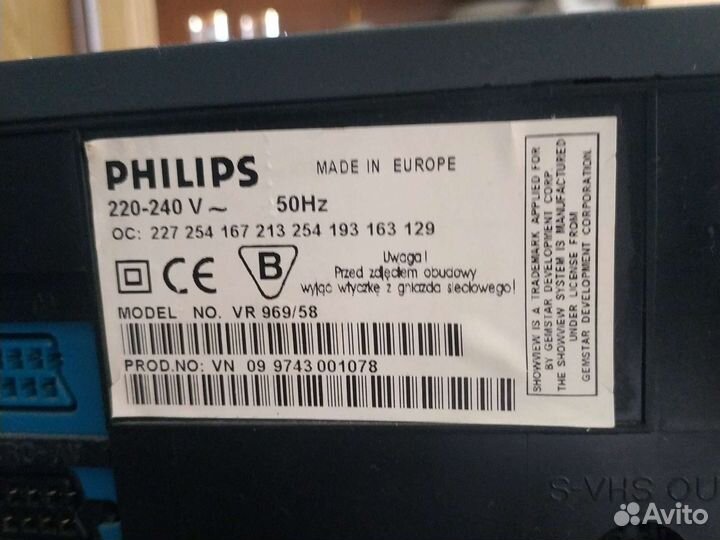 PHILIPS
MADE IN EUROPE
220-240 V ~ 50Hz
OC: 227 254 167 213 254 193 163 129
CE
B
Uwaga!
Przed zdjęciem obudowy
wyjąć wtyczkę z gniazda sieciowego!
MODEL NO. VR 969/58
PROD.NO: VN 09 9743 001078
SHOWVIEW IS A TRADEMARK APPLIED FOR
BY GEMSTAR DEVELOPMENT CORP
THE SHOWVIEW SYSTEM IS MANUFACTURED
UNDER LICENSE FROM
GEMSTAR DEVELOPMENT CORPORATION.
S-VHS OU
Avito